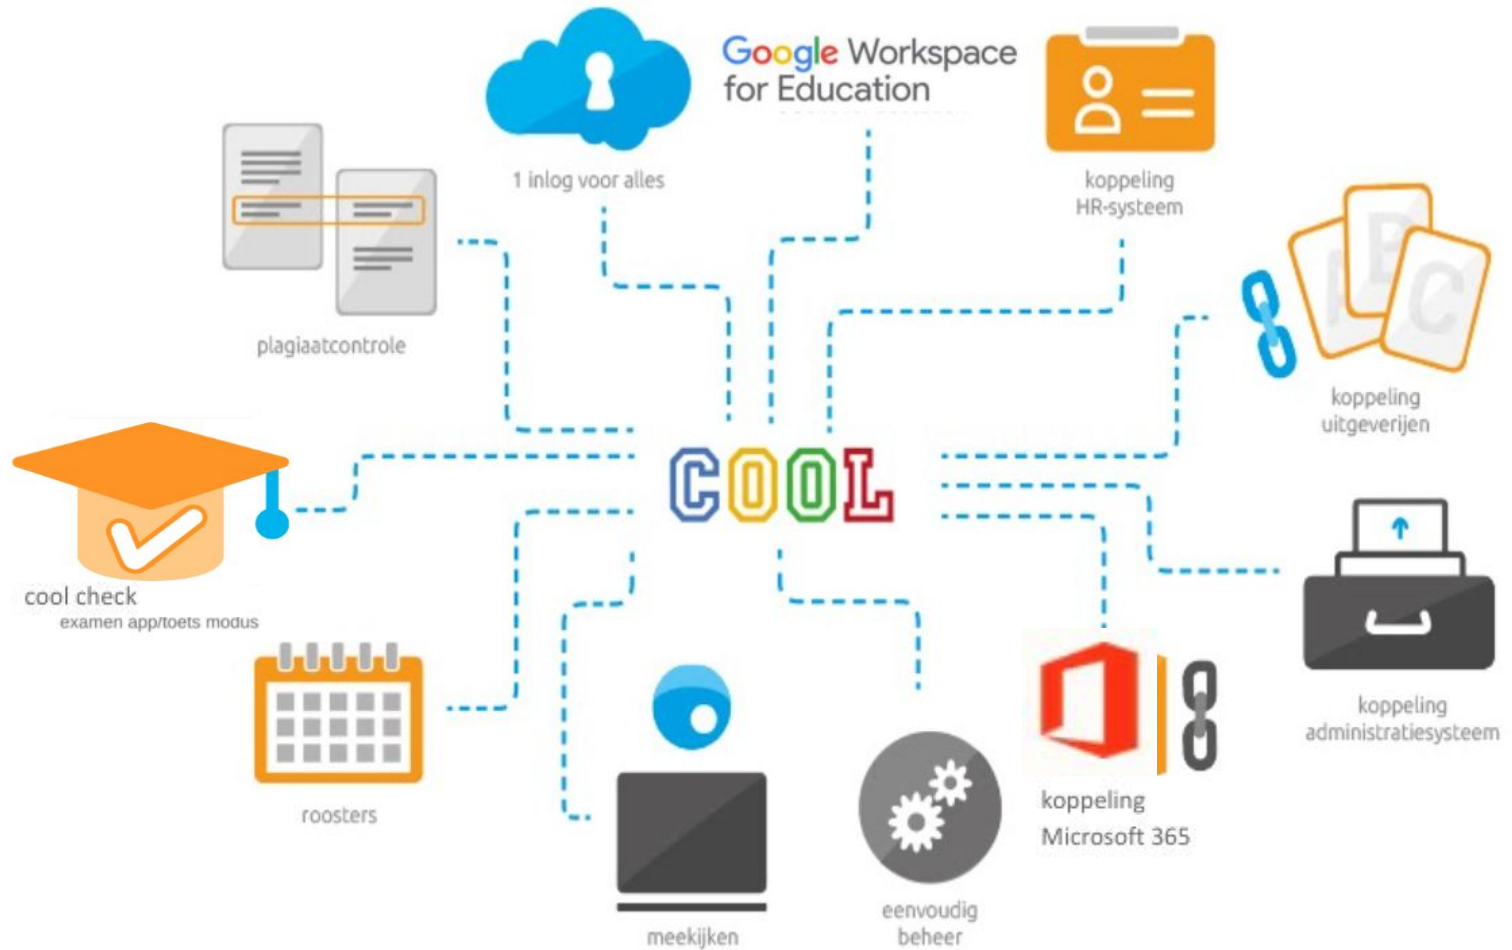 Google Workspace
for Education
1 inlog voor alles
koppeling
HR-systeem
plagiaatcontrole
A
B
C
koppeling
uitgeverijen
COOL
cool check
examen app/toets modus
roosters
meekijken
eenvoudig
beheer
koppeling
Microsoft 365
koppeling
administratiesysteem